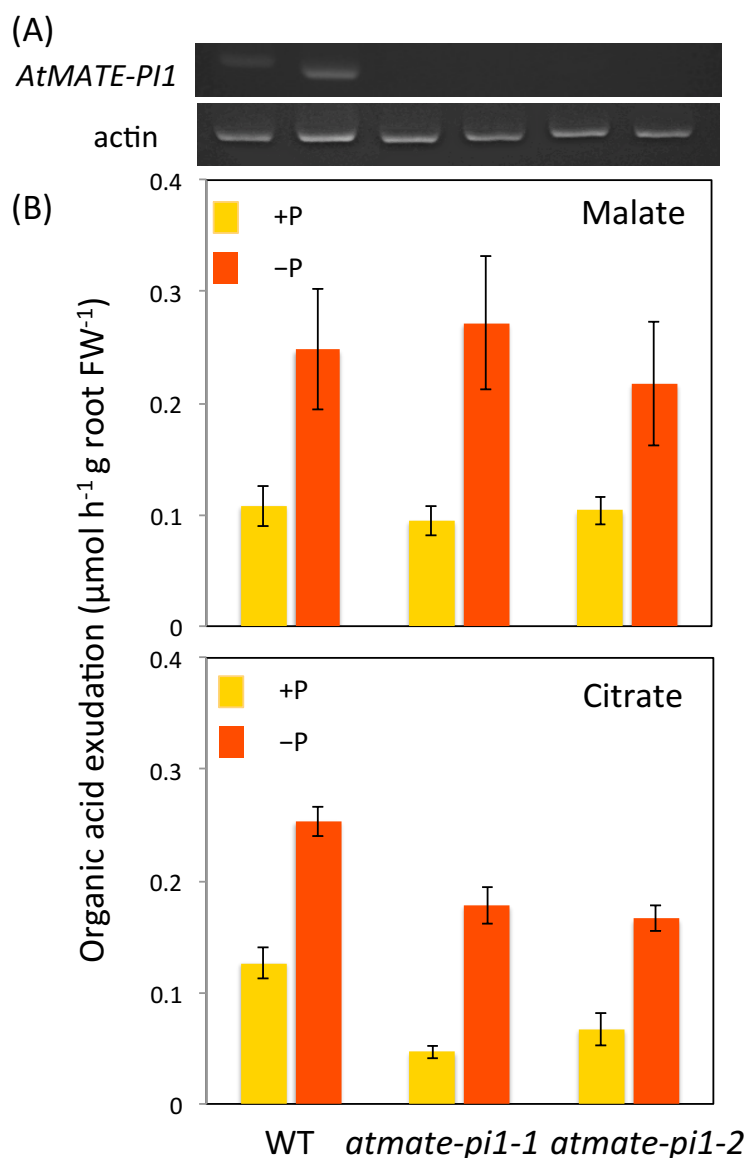 (A)
AtMATE-PI1
actin
(B)
Organic acid exudation (µmol h⁻¹ g root FW⁻¹)
0.4
+P
Malate
−P
0.3
0.2
0.1
0
0.4
+P
Citrate
−P
0.3
0.2
0.1
0
WT atmate-pi1-1 atmate-pi1-2